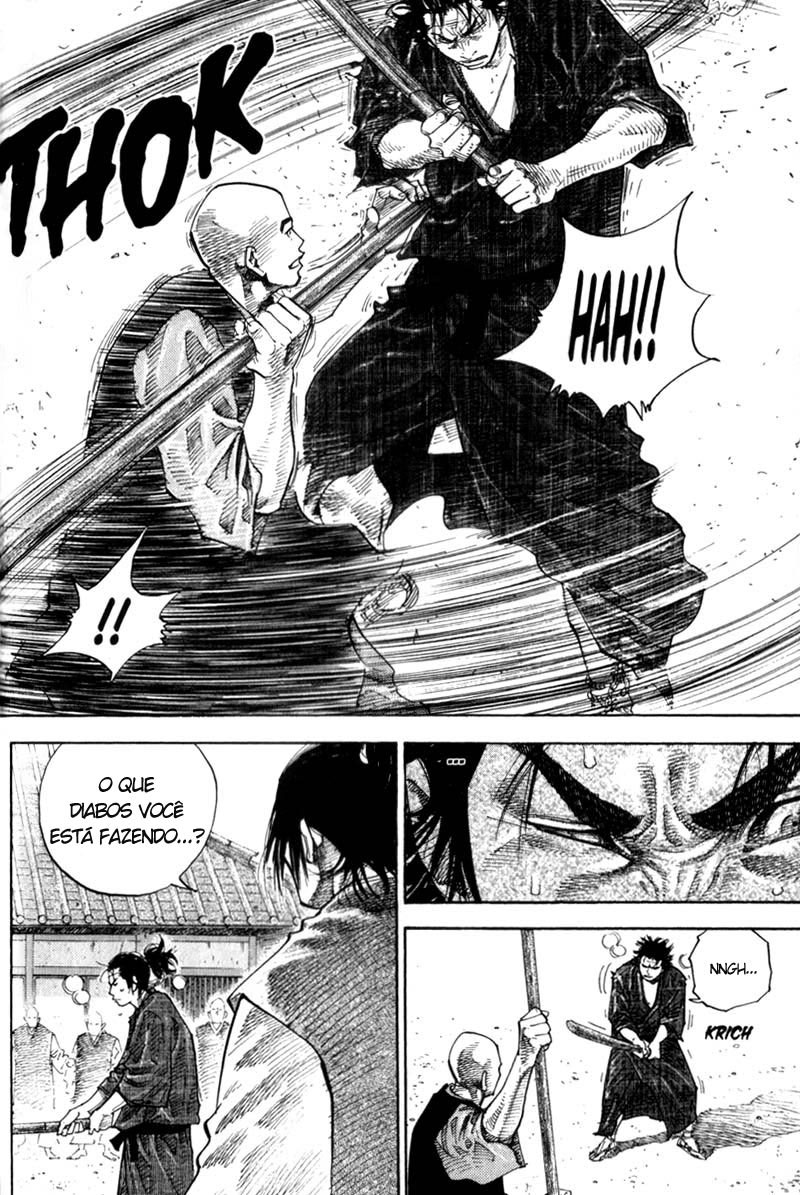 THOK
HAH!!
!!
...
NNGH...
KRICH
O QUE
DIABOS VOCÊ
ESTÁ FAZENDO...?